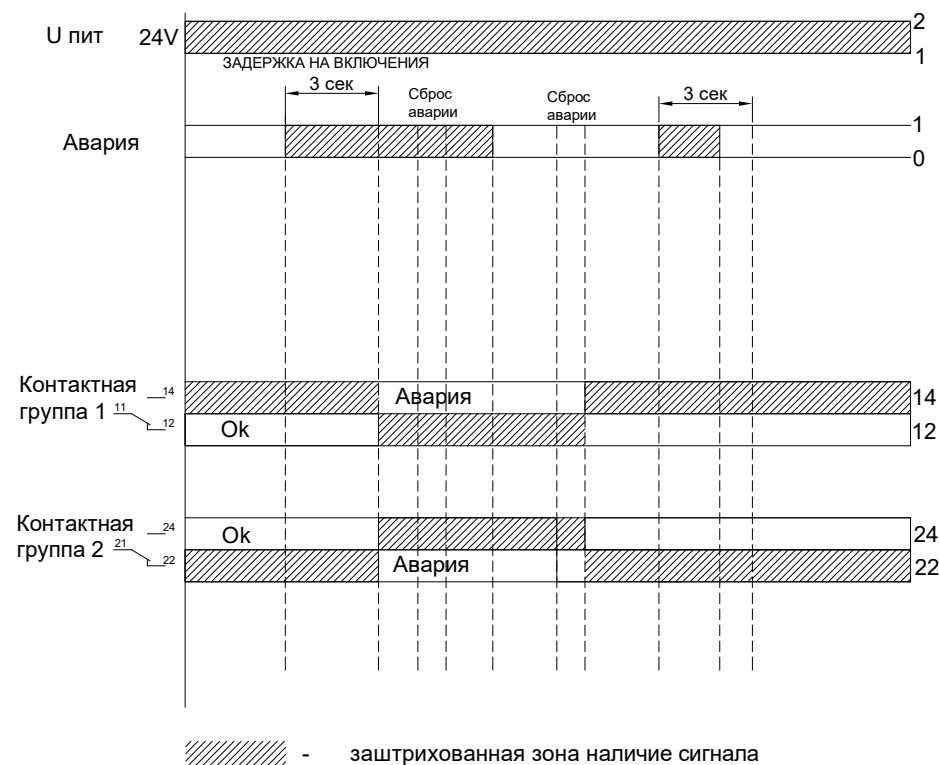 U пит 24V
2
1
ЗАДЕРЖКА НА ВКЛЮЧЕНИЯ
3 сек
Сброс
аварии
Сброс
аварии
3 сек
Авария
1
0
Контактная
группа 1
11
14
12
Авария
Ok
14
12
Контактная
группа 2
21
24
22
Ok
Авария
24
22
- заштрихованная зона наличие сигнала